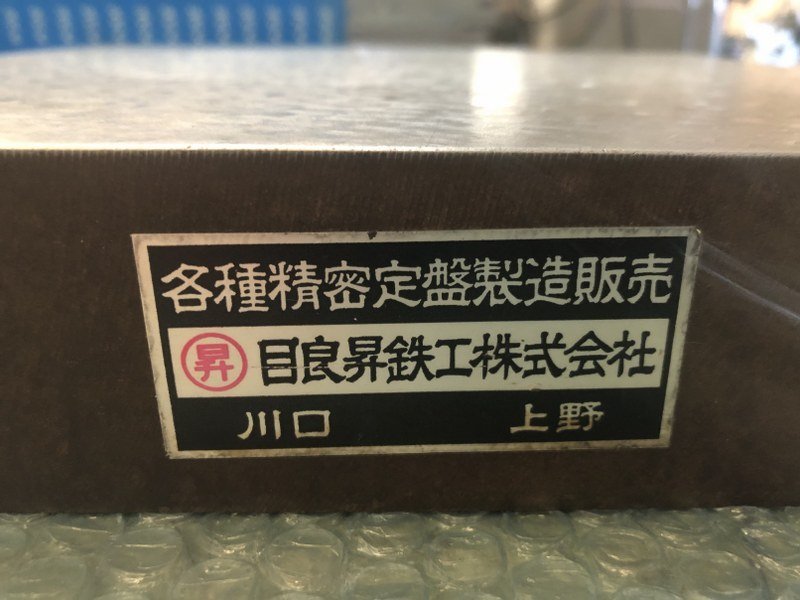 各種精密定盤製造販売
昇 目良昇鉄工株式会社
川口 上野